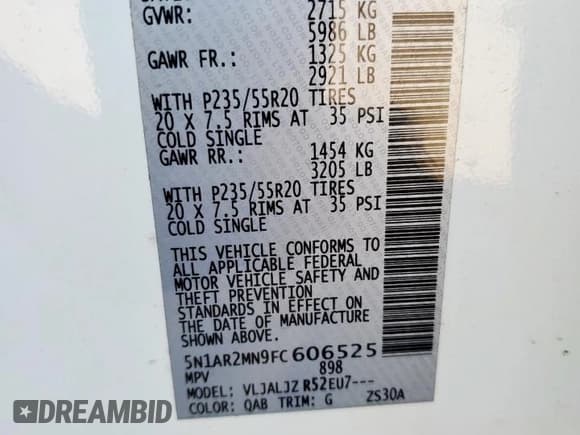 GVWR: 2715 KG
5986 LB
GAWR FR.: 1325 KG
2921 LB
WITH P235/55R20 TIRES
20 X 7.5 RIMS AT 35 PSI
COLD SINGLE
GAWR RR.: 1454 KG
3205 LB
WITH P235/55R20 TIRES
20 X 7.5 RIMS AT 35 PSI
COLD SINGLE
THIS VEHICLE CONFORMS TO
ALL APPLICABLE FEDERAL
MOTOR VEHICLE SAFETY AND
THEFT PREVENTION
STANDARDS IN EFFECT ON
THE DATE OF MANUFACTURE
SHOWN ABOVE.
5N1AR2MN9FC606525
MPV 898
MODEL: VLJALJZ R52EU7---
COLOR: QAB TRIM: G ZS30A
DREAMBID